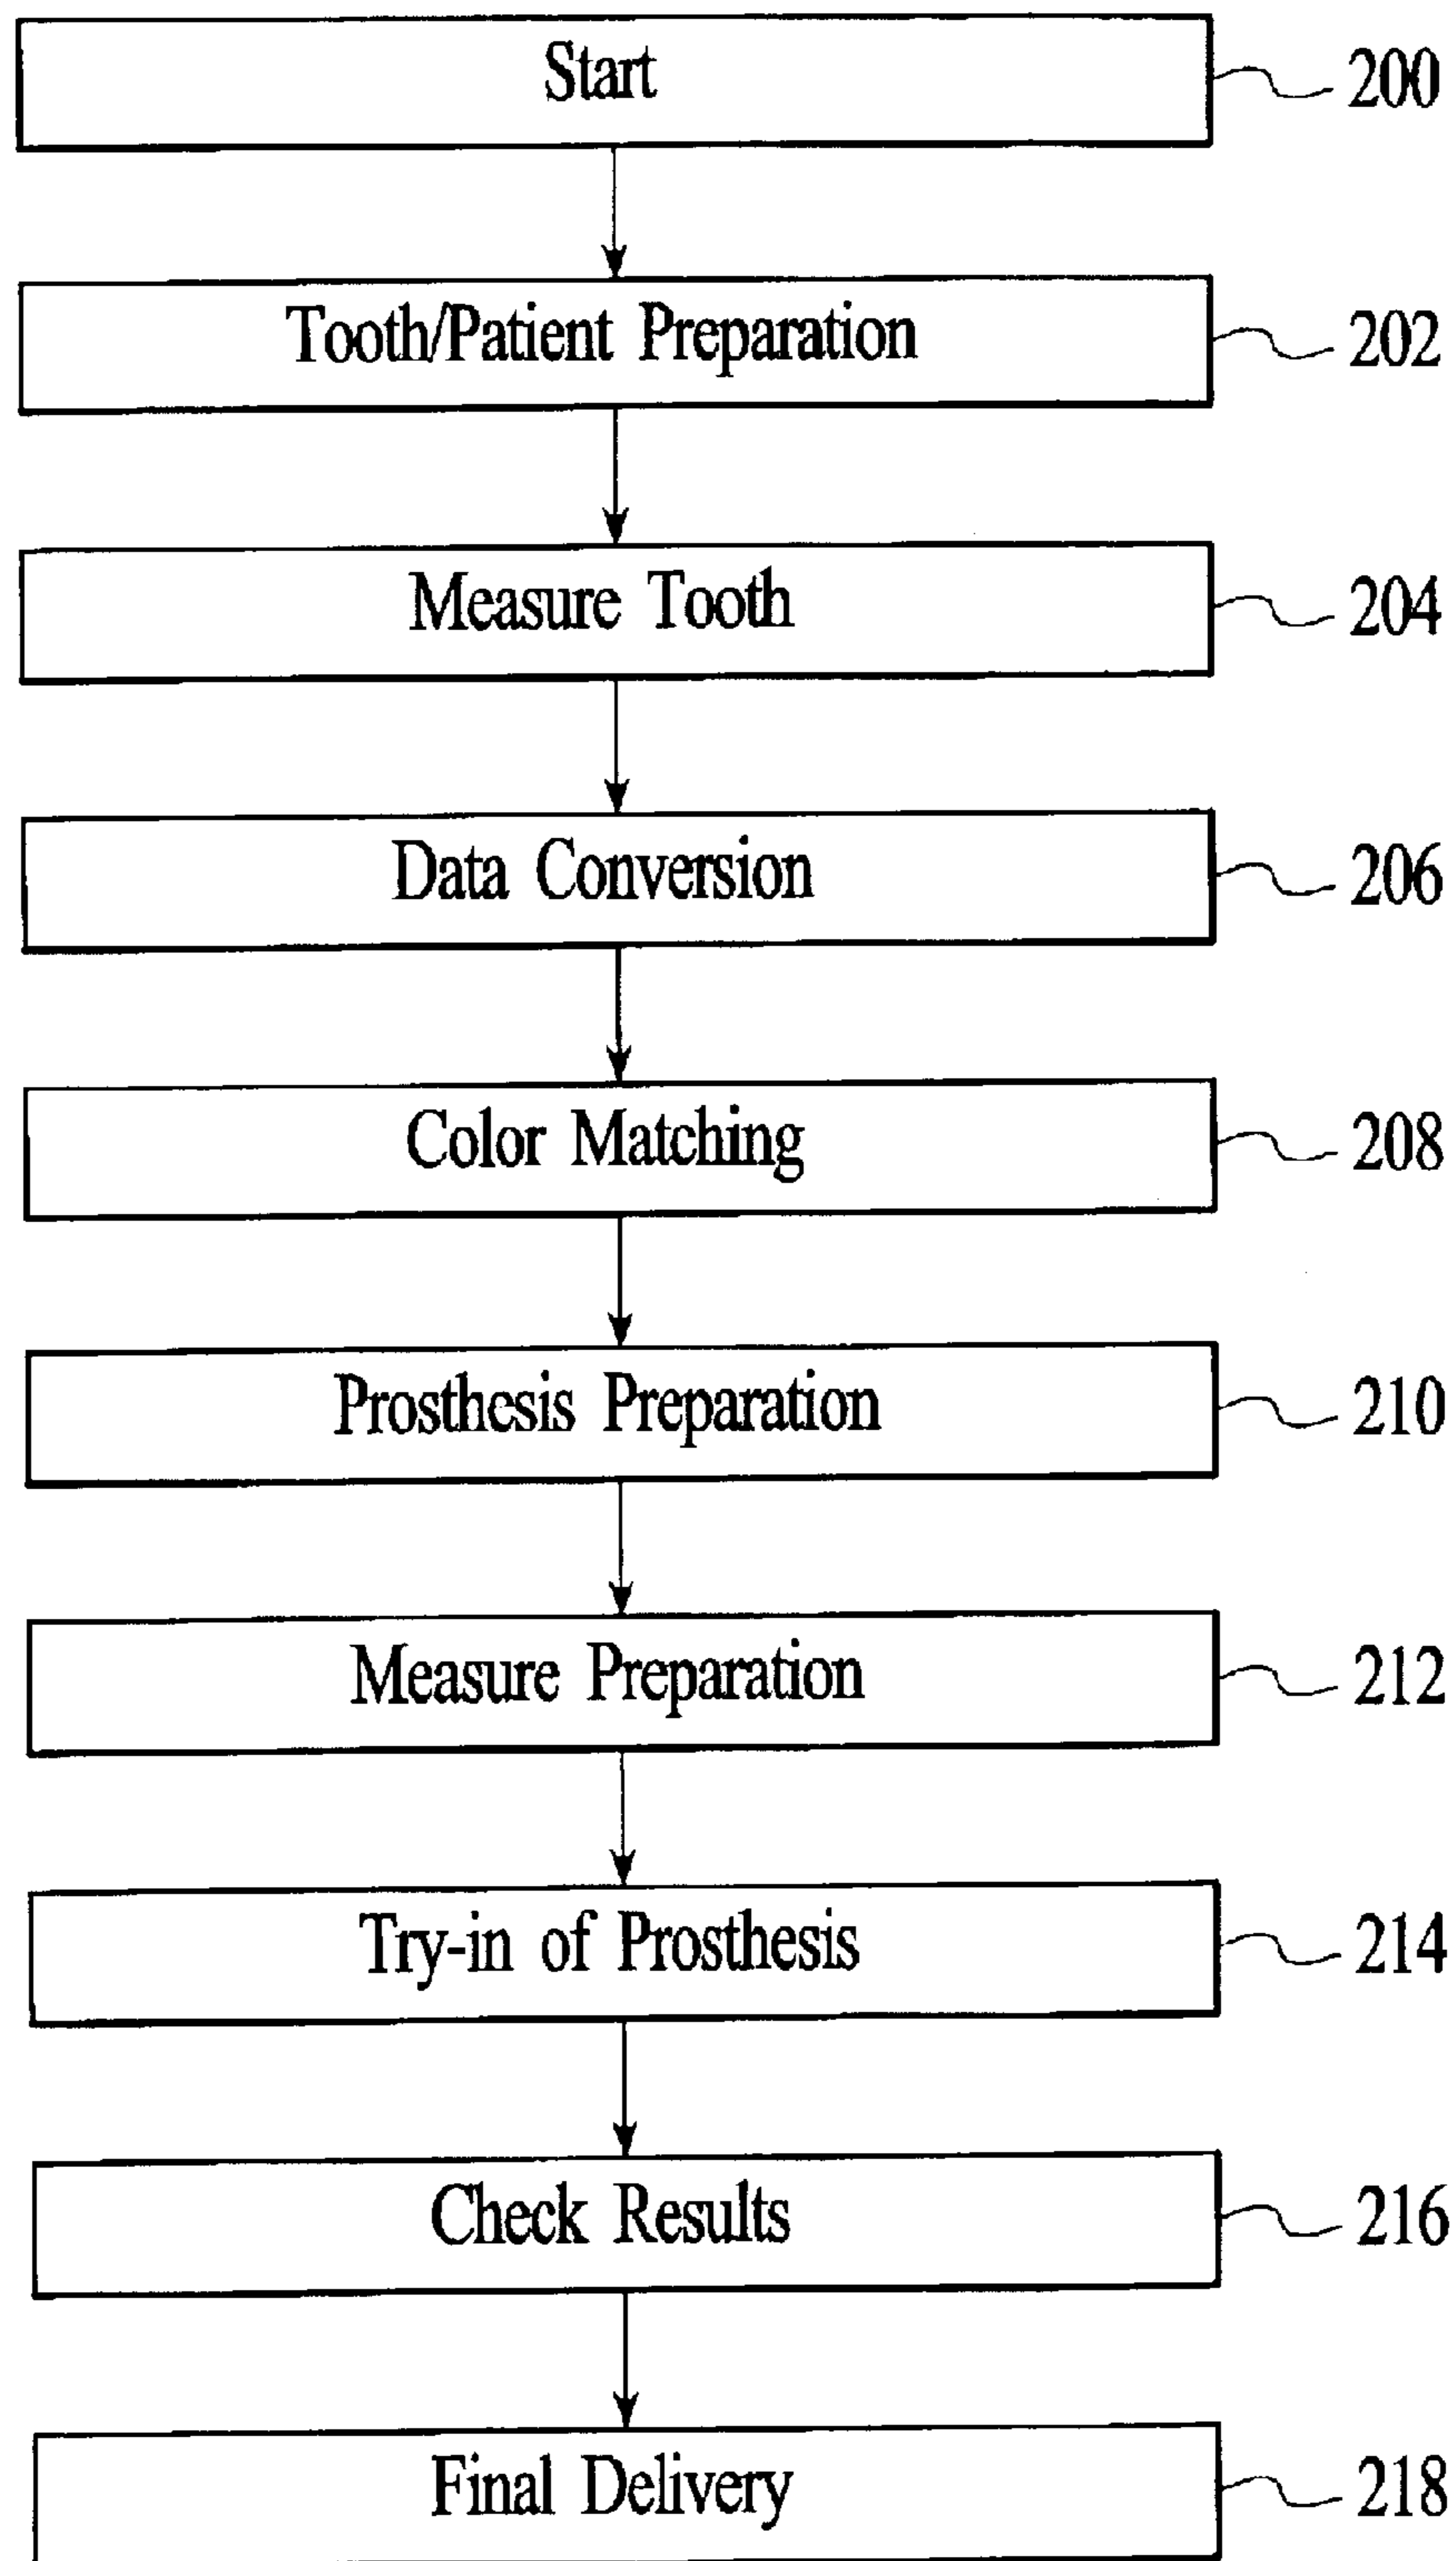 Start 200
Tooth/Patient Preparation 202
Measure Tooth 204
Data Conversion 206
Color Matching 208
Prosthesis Preparation 210
Measure Preparation 212
Try-in of Prosthesis 214
Check Results 216
Final Delivery 218